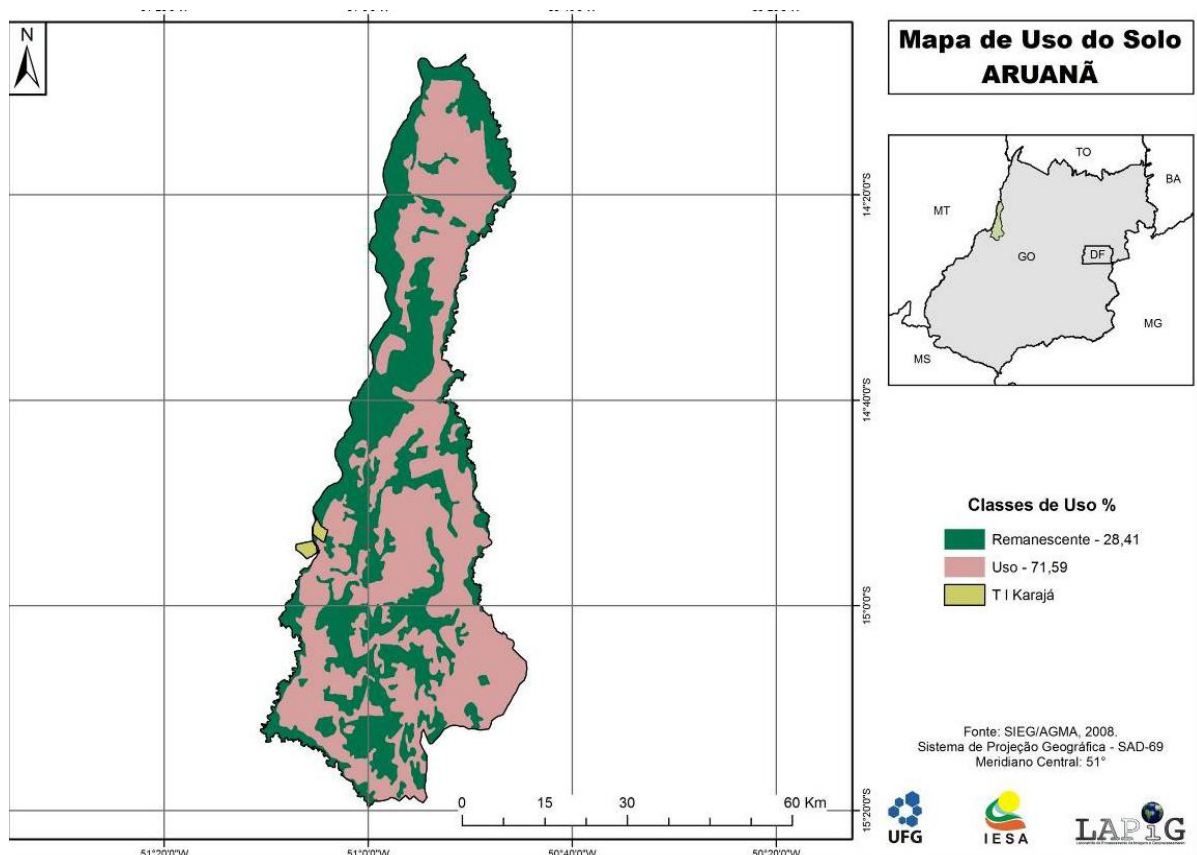 N
Mapa de Uso do Solo
ARUANÃ
TO
BA
MT
GO
DF
MG
MS
14°20'0"S
14°40'0"S
15°0'0"S
15°20'0"S
Classes de Uso %
Remanescente - 28,41
Uso - 71,59
T I Karajá
0 15 30 60 Km
Fonte: SIEG/AGMA, 2008.
Sistema de Projeção Geográfica - SAD-69
Meridiano Central: 51°
UFG
IESA
LAPiG
51°20'0"W 51°0'0"W 50°40'0"W 50°20'0"W